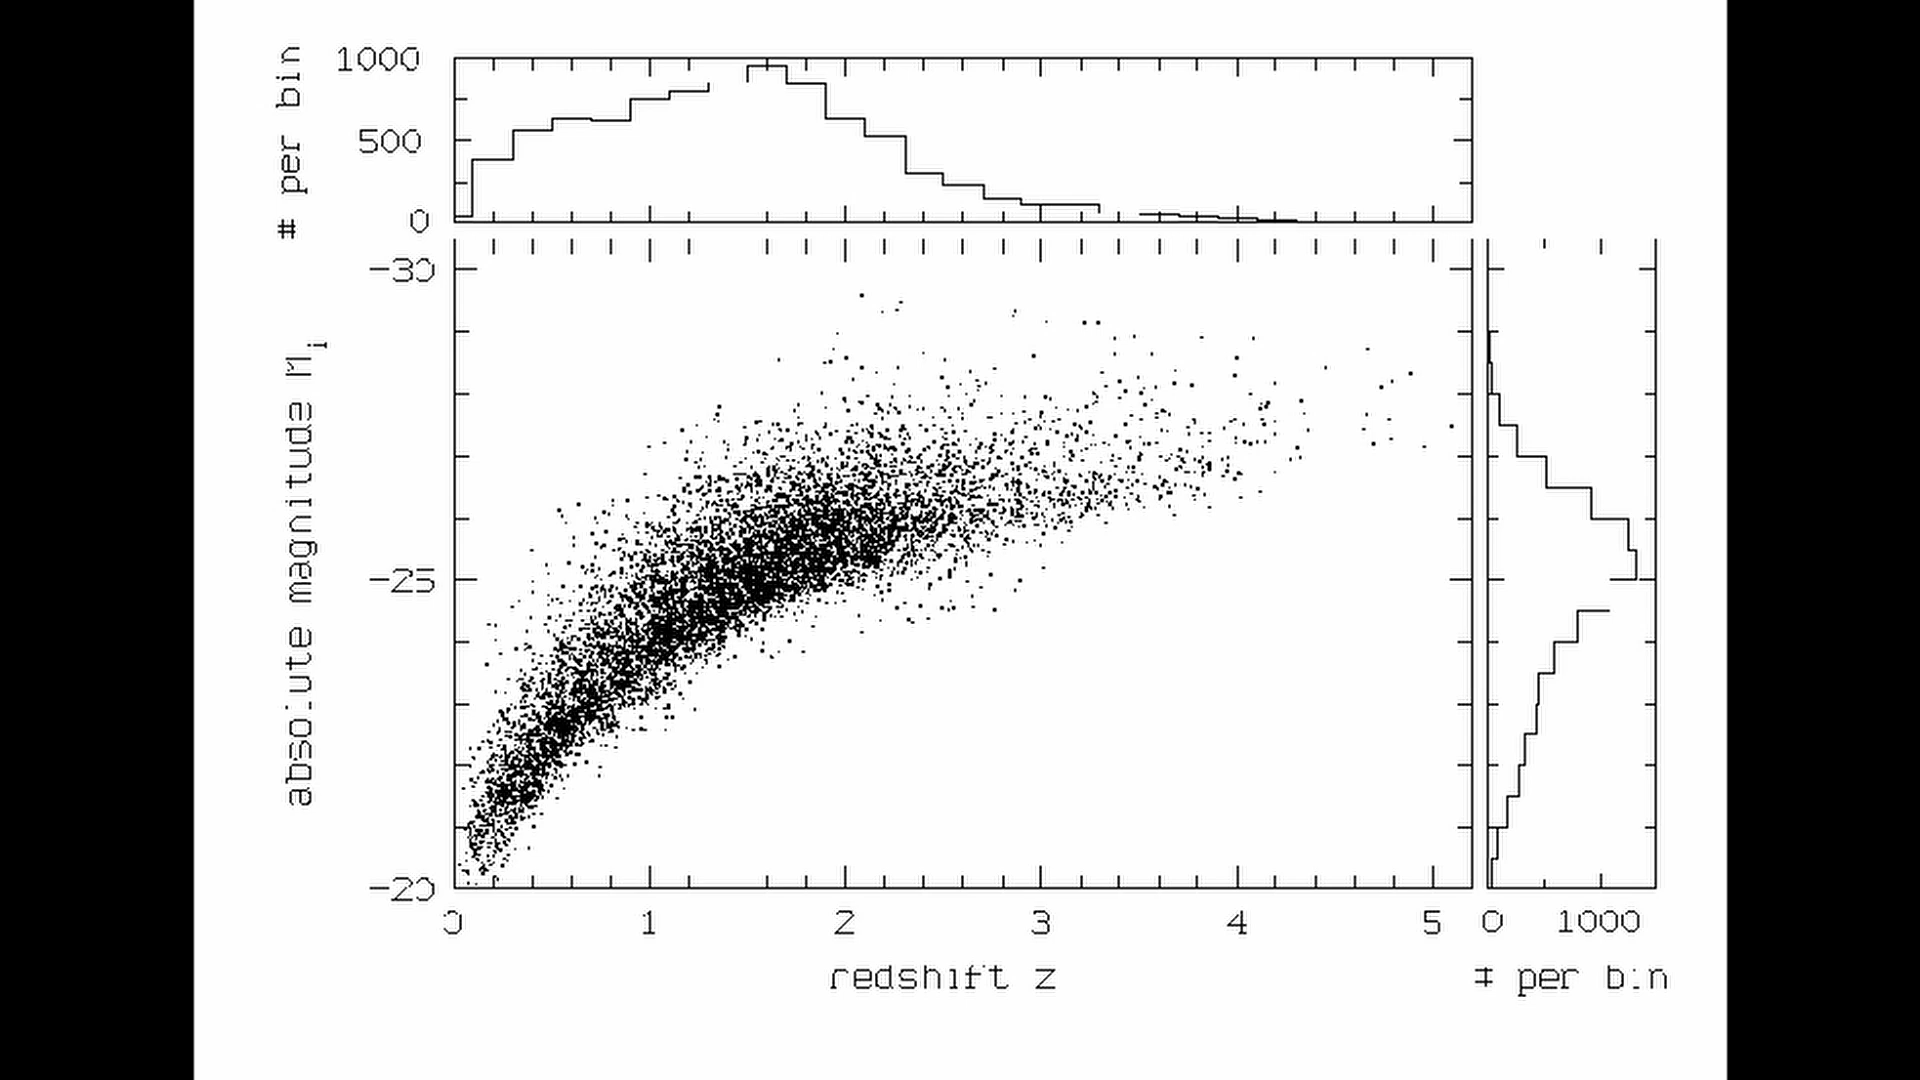 # per bin
1000
500
0
absolute magnitude Mi
-30
-25
-20
0 1 2 3 4 5
redshift z
0 1000
# per bin